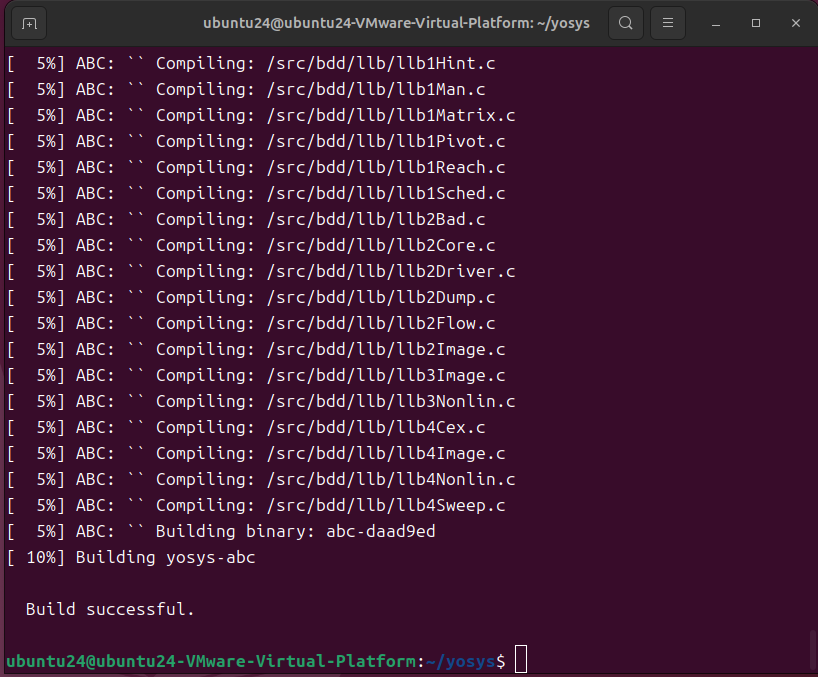 ubuntu24@ubuntu24-VMware-Virtual-Platform: ~/yosys
[  5%] ABC: `` Compiling: /src/bdd/llb/llb1Hint.c
[  5%] ABC: `` Compiling: /src/bdd/llb/llb1Man.c
[  5%] ABC: `` Compiling: /src/bdd/llb/llb1Matrix.c
[  5%] ABC: `` Compiling: /src/bdd/llb/llb1Pivot.c
[  5%] ABC: `` Compiling: /src/bdd/llb/llb1Reach.c
[  5%] ABC: `` Compiling: /src/bdd/llb/llb1Sched.c
[  5%] ABC: `` Compiling: /src/bdd/llb/llb2Bad.c
[  5%] ABC: `` Compiling: /src/bdd/llb/llb2Core.c
[  5%] ABC: `` Compiling: /src/bdd/llb/llb2Driver.c
[  5%] ABC: `` Compiling: /src/bdd/llb/llb2Dump.c
[  5%] ABC: `` Compiling: /src/bdd/llb/llb2Flow.c
[  5%] ABC: `` Compiling: /src/bdd/llb/llb2Image.c
[  5%] ABC: `` Compiling: /src/bdd/llb/llb3Image.c
[  5%] ABC: `` Compiling: /src/bdd/llb/llb3Nonlin.c
[  5%] ABC: `` Compiling: /src/bdd/llb/llb4Cex.c
[  5%] ABC: `` Compiling: /src/bdd/llb/llb4Image.c
[  5%] ABC: `` Compiling: /src/bdd/llb/llb4Nonlin.c
[  5%] ABC: `` Compiling: /src/bdd/llb/llb4Sweep.c
[  5%] ABC: `` Building binary: abc-daad9ed
[ 10%] Building yosys-abc
Build successful.
ubuntu24@ubuntu24-VMware-Virtual-Platform:~/yosys$